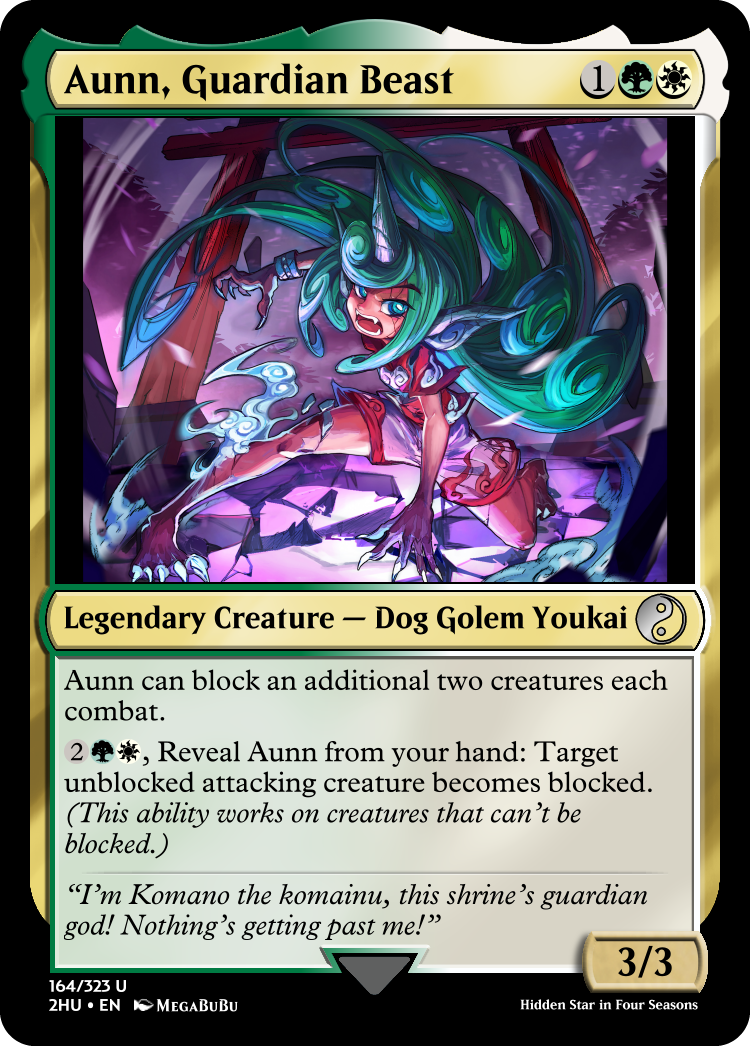 Aunn, Guardian Beast 1
Legendary Creature — Dog Golem Youkai
Aunn can block an additional two creatures each
combat.
2, Reveal Aunn from your hand: Target
unblocked attacking creature becomes blocked.
(This ability works on creatures that can't be
blocked.)
“I'm Komano the komainu, this shrine's guardian
god! Nothing's getting past me!”
3/3
164/323 U
2HU • EN MegaBuBu
Hidden Star in Four Seasons